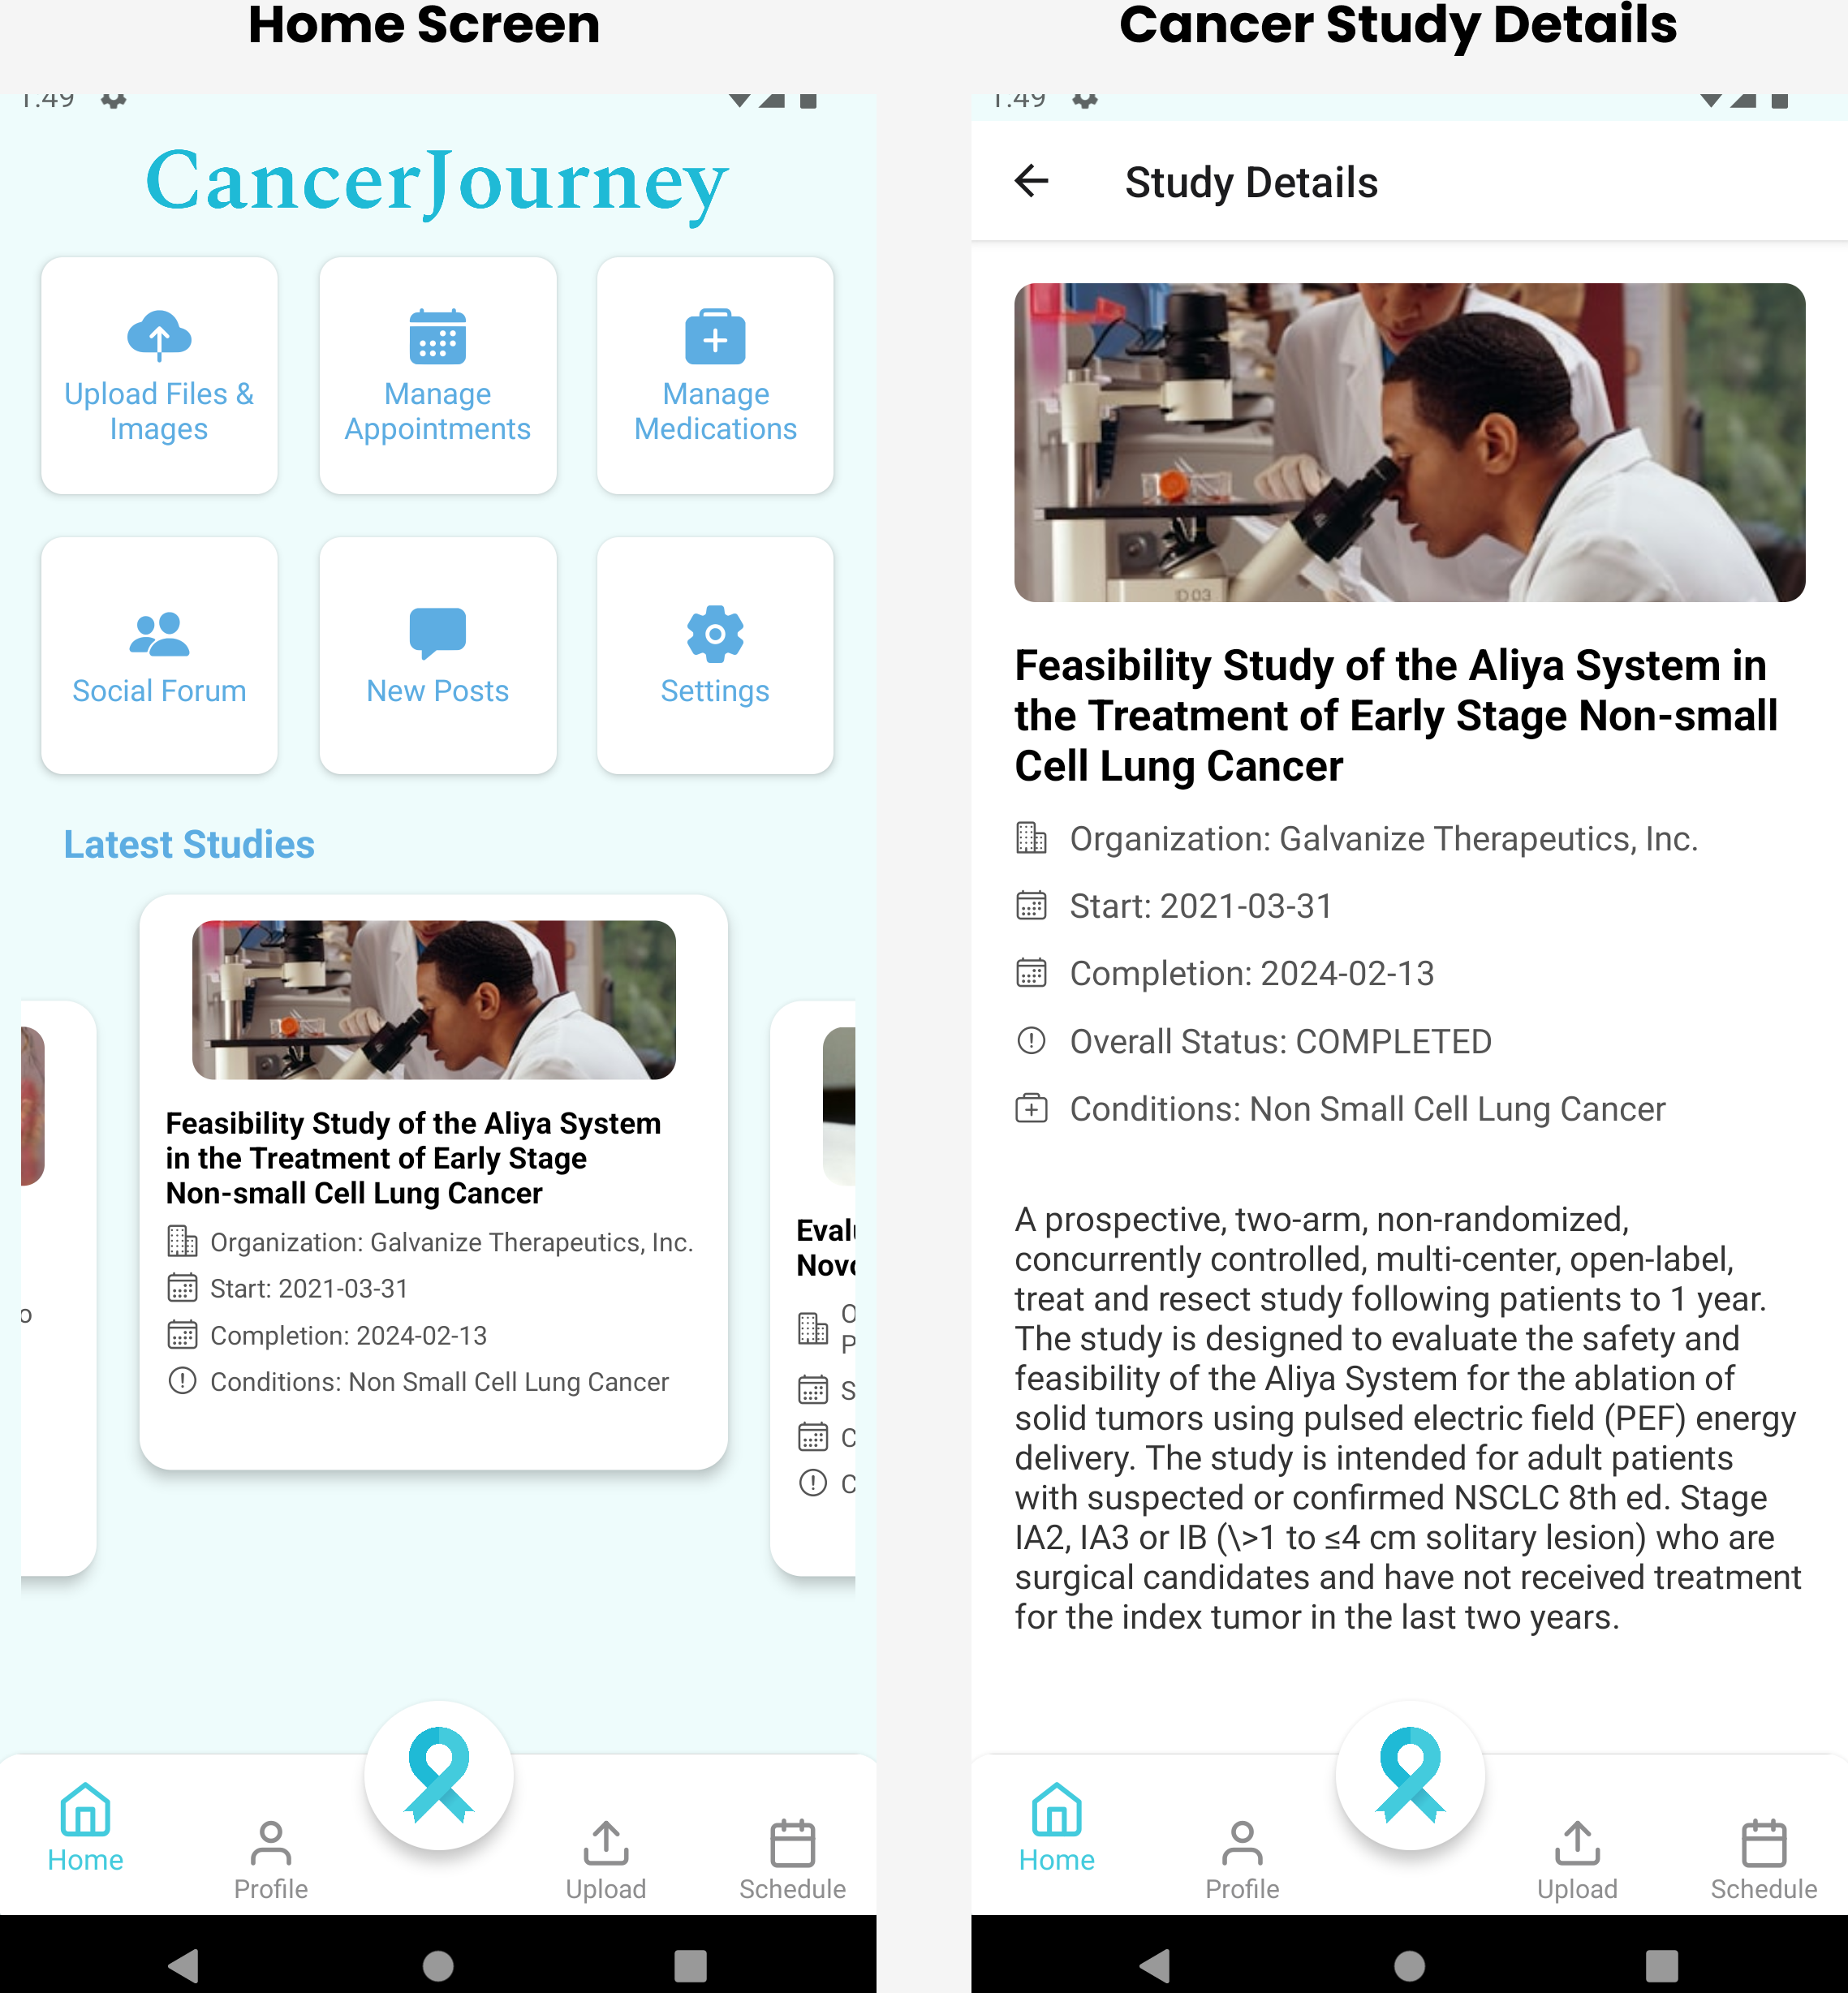 Home Screen
1:49
CancerJourney
Upload Files &
Images
Manage
Appointments
Manage
Medications
Social Forum
New Posts
Settings
Latest Studies
Feasibility Study of the Aliya System
in the Treatment of Early Stage
Non-small Cell Lung Cancer
Organization: Galvanize Therapeutics, Inc.
Start: 2021-03-31
Completion: 2024-02-13
Conditions: Non Small Cell Lung Cancer
Home
Profile
Upload
Schedule
Cancer Study Details
1:49
Study Details
Feasibility Study of the Aliya System in
the Treatment of Early Stage Non-small
Cell Lung Cancer
Organization: Galvanize Therapeutics, Inc.
Start: 2021-03-31
Completion: 2024-02-13
Overall Status: COMPLETED
Conditions: Non Small Cell Lung Cancer
A prospective, two-arm, non-randomized,
concurrently controlled, multi-center, open-label,
treat and resect study following patients to 1 year.
The study is designed to evaluate the safety and
feasibility of the Aliya System for the ablation of
solid tumors using pulsed electric field (PEF) energy
delivery. The study is intended for adult patients
with suspected or confirmed NSCLC 8th ed. Stage
IA2, IA3 or IB (\>1 to ≤4 cm solitary lesion) who are
surgical candidates and have not received treatment
for the index tumor in the last two years.
Home
Profile
Upload
Schedule